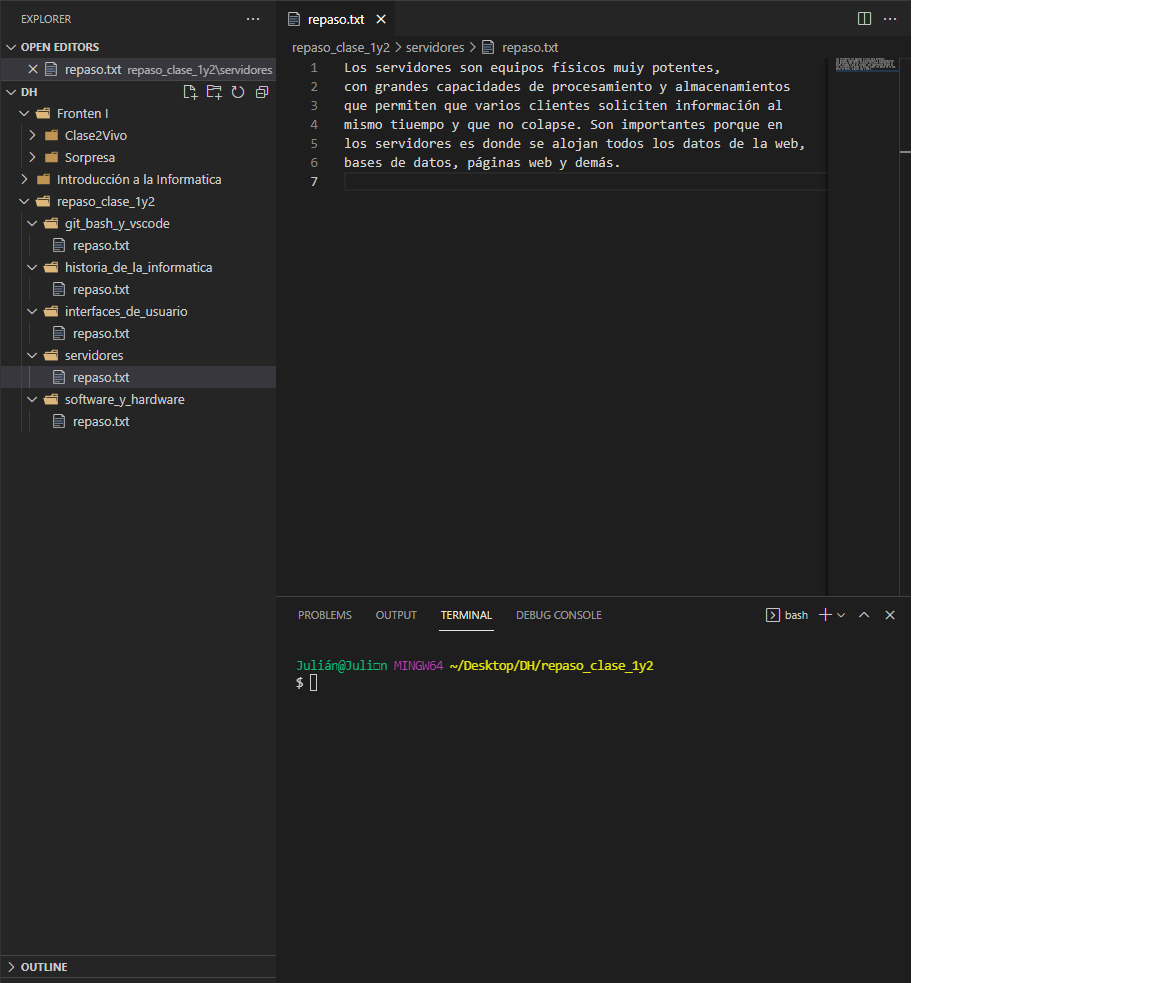 EXPLORER
OPEN EDITORS
repaso.txt repaso_clase_1y2\servidores
DH
Fronten I
Clase2Vivo
Sorpresa
Introducción a la Informatica
repaso_clase_1y2
git_bash_y_vscode
repaso.txt
historia_de_la_informatica
repaso.txt
interfaces_de_usuario
repaso.txt
servidores
repaso.txt
software_y_hardware
repaso.txt
OUTLINE
repaso.txt
repaso_clase_1y2 > servidores > repaso.txt
1 Los servidores son equipos físicos muiy potentes,
2 con grandes capacidades de procesamiento y almacenamientos
3 que permiten que varios clientes soliciten información al
4 mismo tiuempo y que no colapse. Son importantes porque en
5 los servidores es donde se alojan todos los datos de la web,
6 bases de datos, páginas web y demás.
7
PROBLEMS OUTPUT TERMINAL DEBUG CONSOLE bash
Julián@Juli□n MINGW64 ~/Desktop/DH/repaso_clase_1y2
$